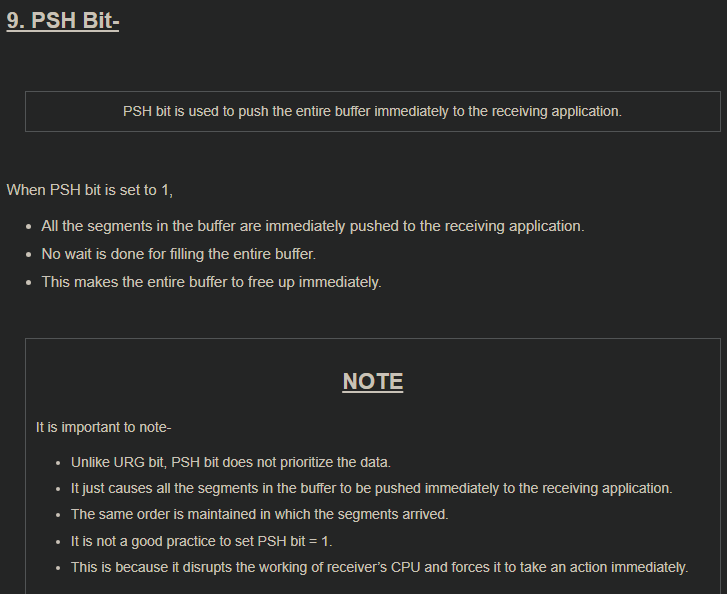 9. PSH Bit-
PSH bit is used to push the entire buffer immediately to the receiving application.
When PSH bit is set to 1,
• All the segments in the buffer are immediately pushed to the receiving application.
• No wait is done for filling the entire buffer.
• This makes the entire buffer to free up immediately.
NOTE
It is important to note-
• Unlike URG bit, PSH bit does not prioritize the data.
• It just causes all the segments in the buffer to be pushed immediately to the receiving application.
• The same order is maintained in which the segments arrived.
• It is not a good practice to set PSH bit = 1.
• This is because it disrupts the working of receiver’s CPU and forces it to take an action immediately.